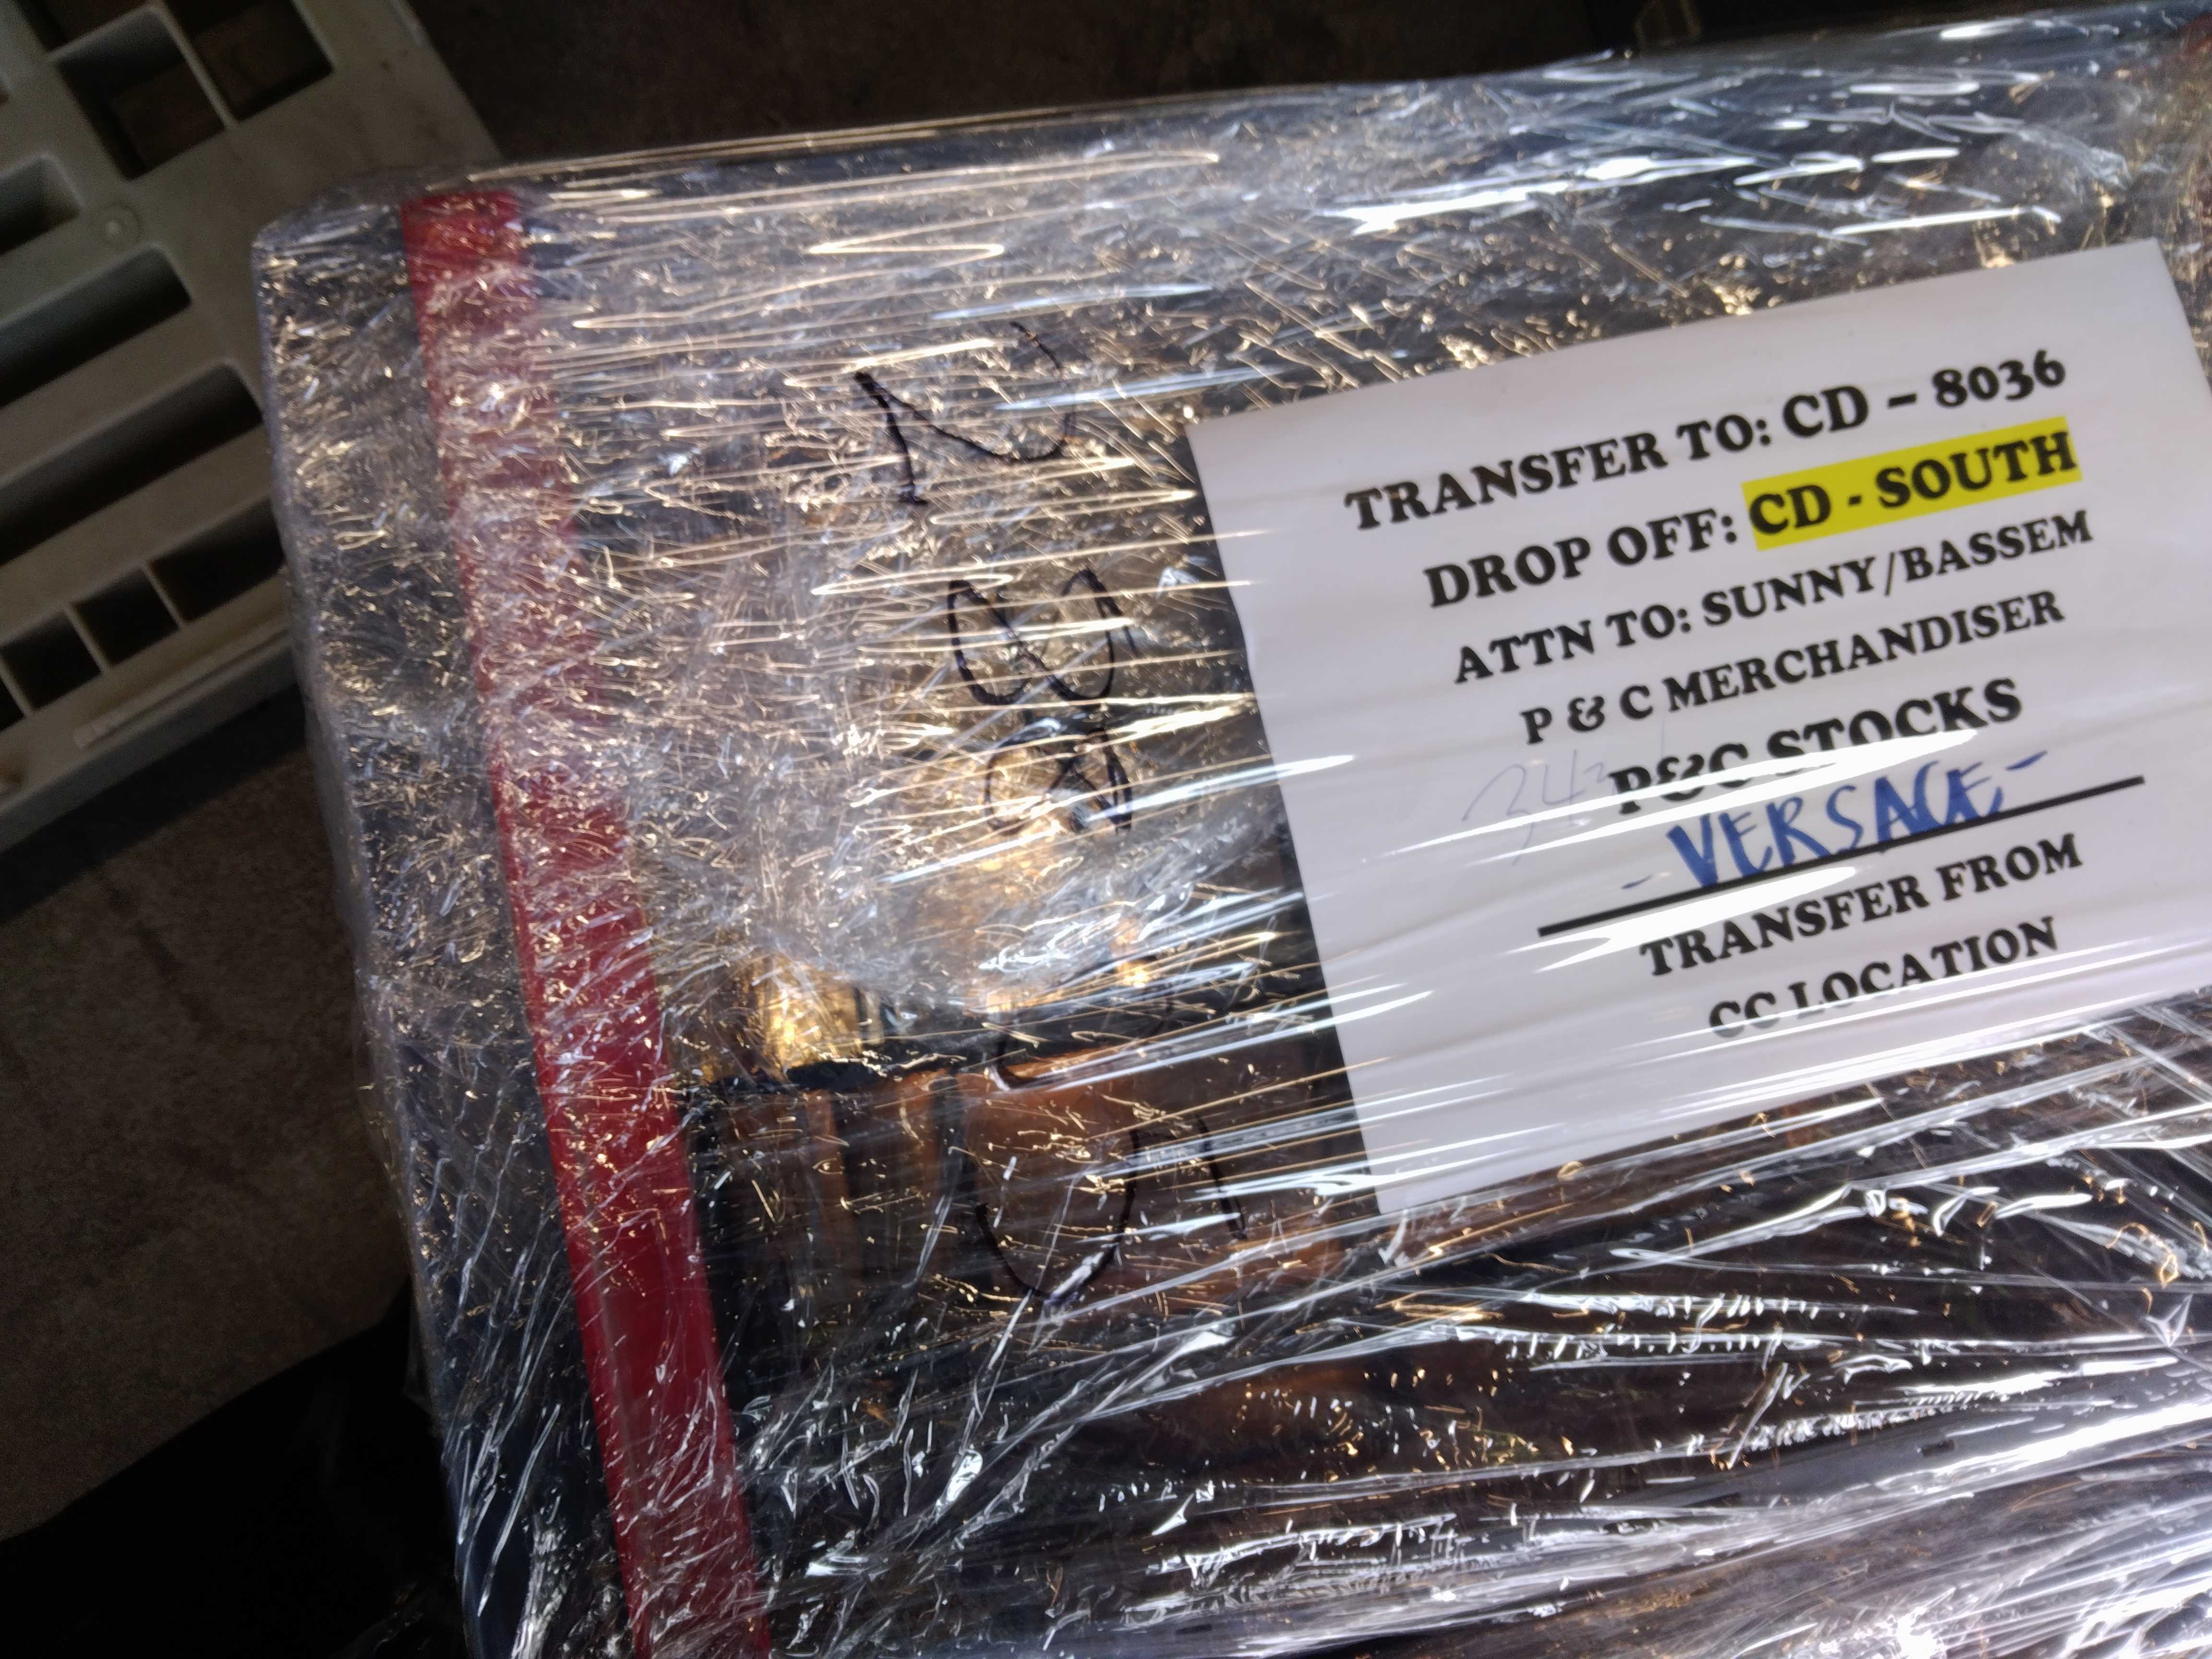 TRANSFER TO: CD – 8036
DROP OFF: CD - SOUTH
ATTN TO: SUNNY/BASSEM
P & C MERCHANDISER
P&C STOCKS
- VERSACE -
TRANSFER FROM
CC LOCATION